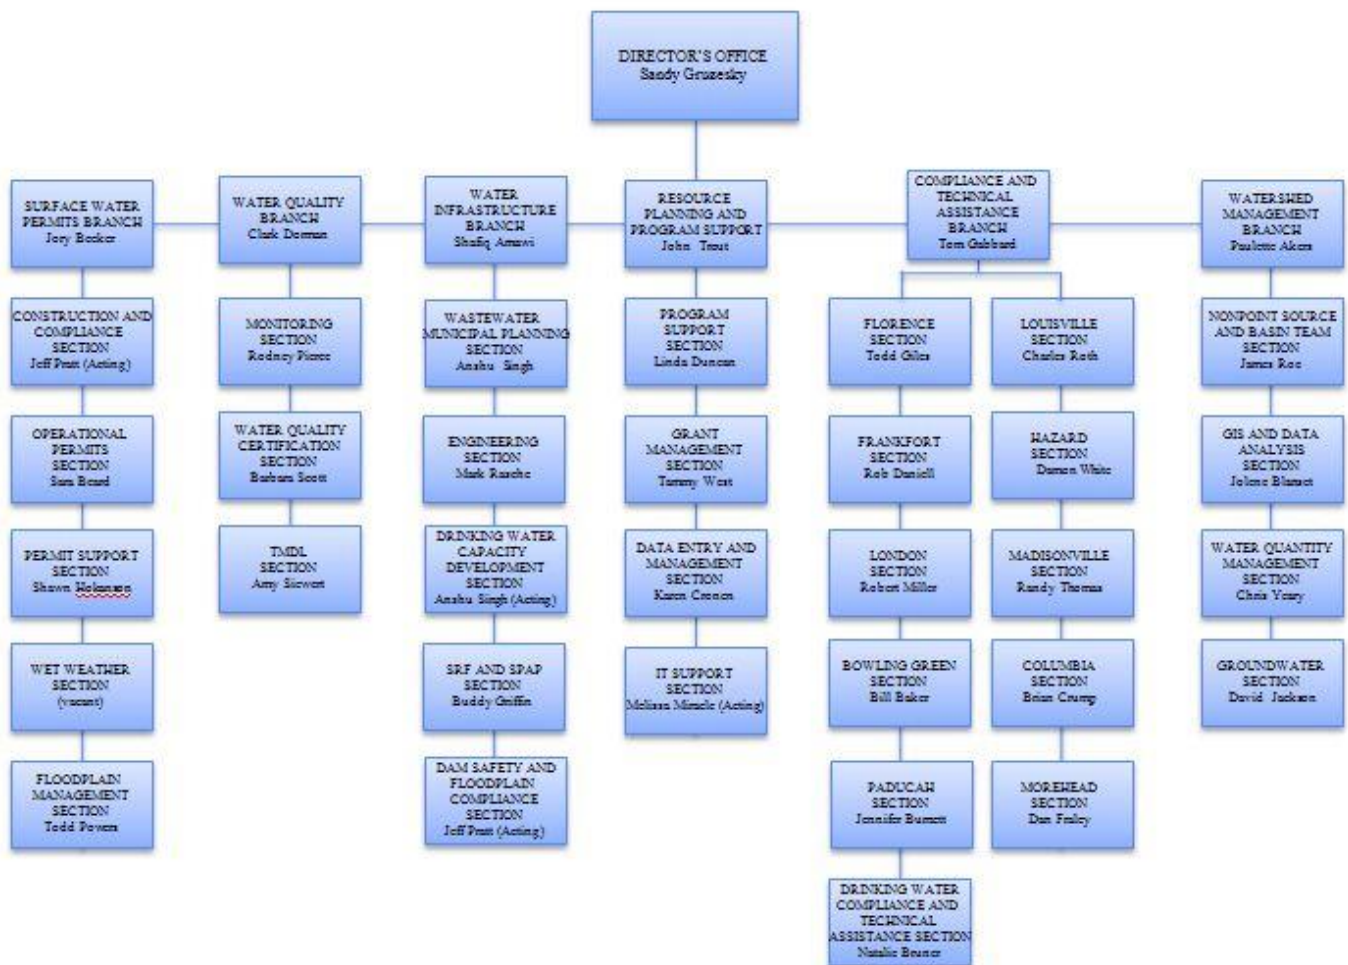 DIRECTOR'S OFFICE
Sandy Gruzesky
SURFACE WATER
PERMITS BRANCH
Jory Becker
WATER QUALITY
BRANCH
Clark Dorman
WATER
INFRASTRUCTURE
BRANCH
Shafiq Amawi
RESOURCE
PLANNING AND
PROGRAM SUPPORT
John Trout
COMPLIANCE AND
TECHNICAL
ASSISTANCE
BRANCH
Tom Gabbard
WATERSHED
MANAGEMENT
BRANCH
Paulette Akers
CONSTRUCTION AND
COMPLIANCE
SECTION
Jeff Pratt (Acting)
OPERATIONAL
PERMITS
SECTION
Sara Beard
PERMIT SUPPORT
SECTION
Shawn Hokanson
WET WEATHER
SECTION
(vacant)
FLOODPLAIN
MANAGEMENT
SECTION
Todd Powers
MONITORING
SECTION
Rodney Pierce
WATER QUALITY
CERTIFICATION
SECTION
Barbara Scott
TMDL
SECTION
Amy Siewert
WASTEWATER
MUNICIPAL PLANNING
SECTION
Anshu Singh
ENGINEERING
SECTION
Mark Rasche
DRINKING WATER
CAPACITY
DEVELOPMENT
SECTION
Anshu Singh (Acting)
SRF AND SPAP
SECTION
Buddy Griffin
DAM SAFETY AND
FLOODPLAIN
COMPLIANCE
SECTION
Jeff Pratt (Acting)
PROGRAM
SUPPORT
SECTION
Linda Duncan
GRANT
MANAGEMENT
SECTION
Tammy West
DATA ENTRY AND
MANAGEMENT
SECTION
Karen Cronen
IT SUPPORT
SECTION
Melissa Miracle (Acting)
FLORENCE
SECTION
Todd Giles
FRANKFORT
SECTION
Rob Daniell
LONDON
SECTION
Robert Miller
BOWLING GREEN
SECTION
Bill Baker
PADUCAH
SECTION
Jennifer Burnett
DRINKING WATER
COMPLIANCE AND
TECHNICAL
ASSISTANCE SECTION
Natalie Bruner
LOUISVILLE
SECTION
Charles Roth
HAZARD
SECTION
Damon White
MADISONVILLE
SECTION
Randy Thomas
COLUMBIA
SECTION
Brian Crump
MOREHEAD
SECTION
Dan Fraley
NONPOINT SOURCE
AND BASIN TEAM
SECTION
James Roe
GIS AND DATA
ANALYSIS
SECTION
Jolene Blanset
WATER QUANTITY
MANAGEMENT
SECTION
Chris Yeary
GROUNDWATER
SECTION
David Jackson